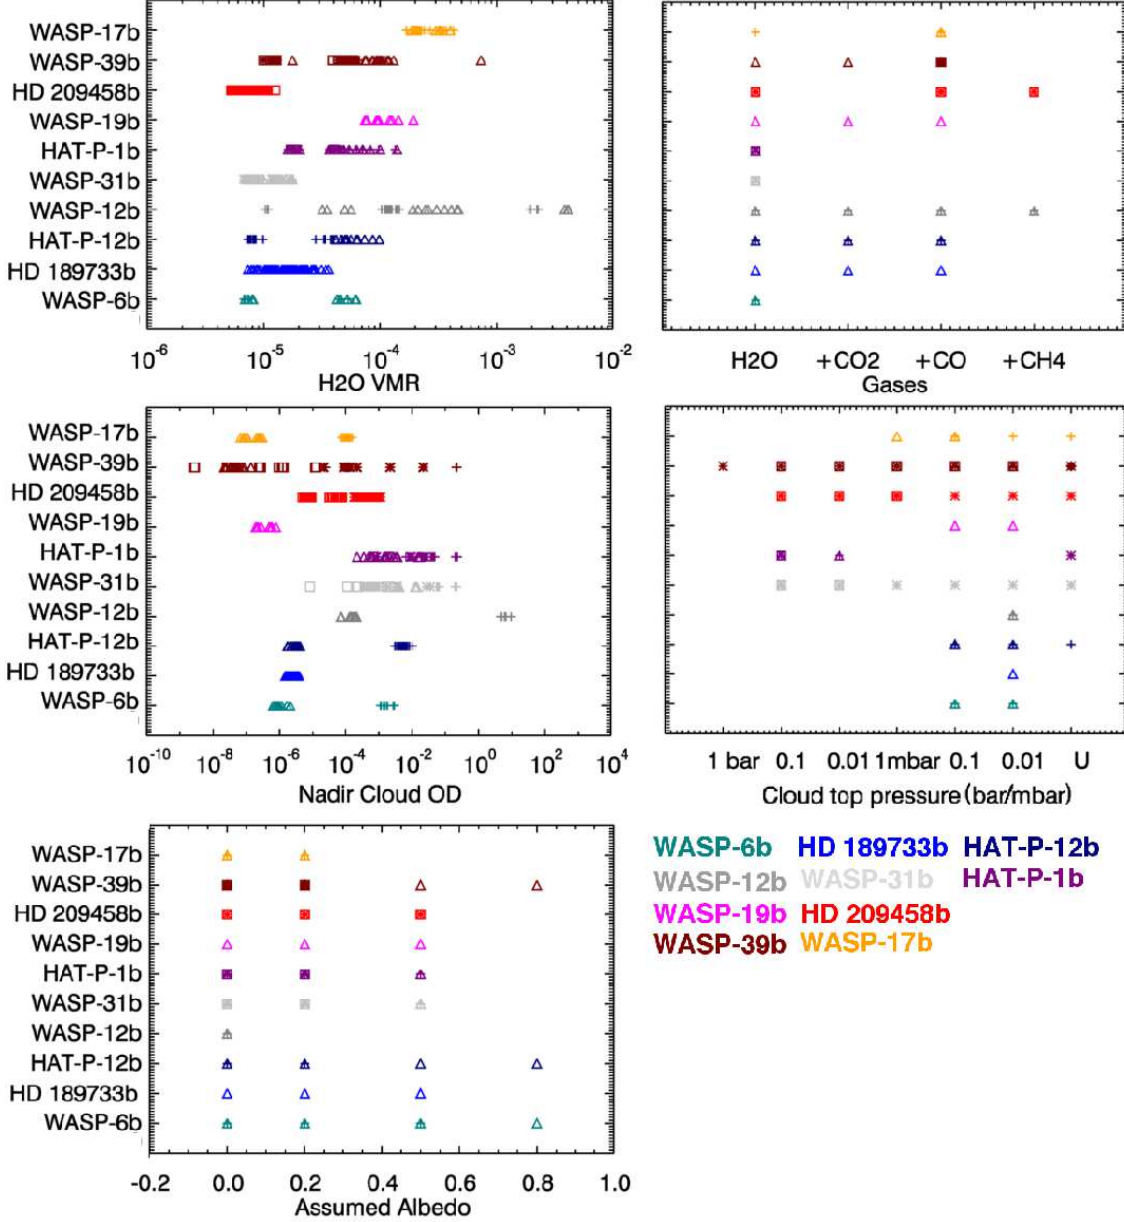 WASP-17b
WASP-39b
HD 209458b
WASP-19b
HAT-P-1b
WASP-31b
WASP-12b
HAT-P-12b
HD 189733b
WASP-6b
10-6 10-5 10-4 10-3 10-2
H2O VMR
H2O +CO2 +CO +CH4
Gases
WASP-17b
WASP-39b
HD 209458b
WASP-19b
HAT-P-1b
WASP-31b
WASP-12b
HAT-P-12b
HD 189733b
WASP-6b
10-10 10-8 10-6 10-4 10-2 100 102 104
Nadir Cloud OD
1 bar 0.1 0.01 1mbar 0.1 0.01 U
Cloud top pressure (bar/mbar)
WASP-17b
WASP-39b
HD 209458b
WASP-19b
HAT-P-1b
WASP-31b
WASP-12b
HAT-P-12b
HD 189733b
WASP-6b
-0.2 0.0 0.2 0.4 0.6 0.8 1.0
Assumed Albedo
WASP-6b HD 189733b HAT-P-12b
WASP-12b WASP-31b HAT-P-1b
WASP-19b HD 209458b
WASP-39b WASP-17b